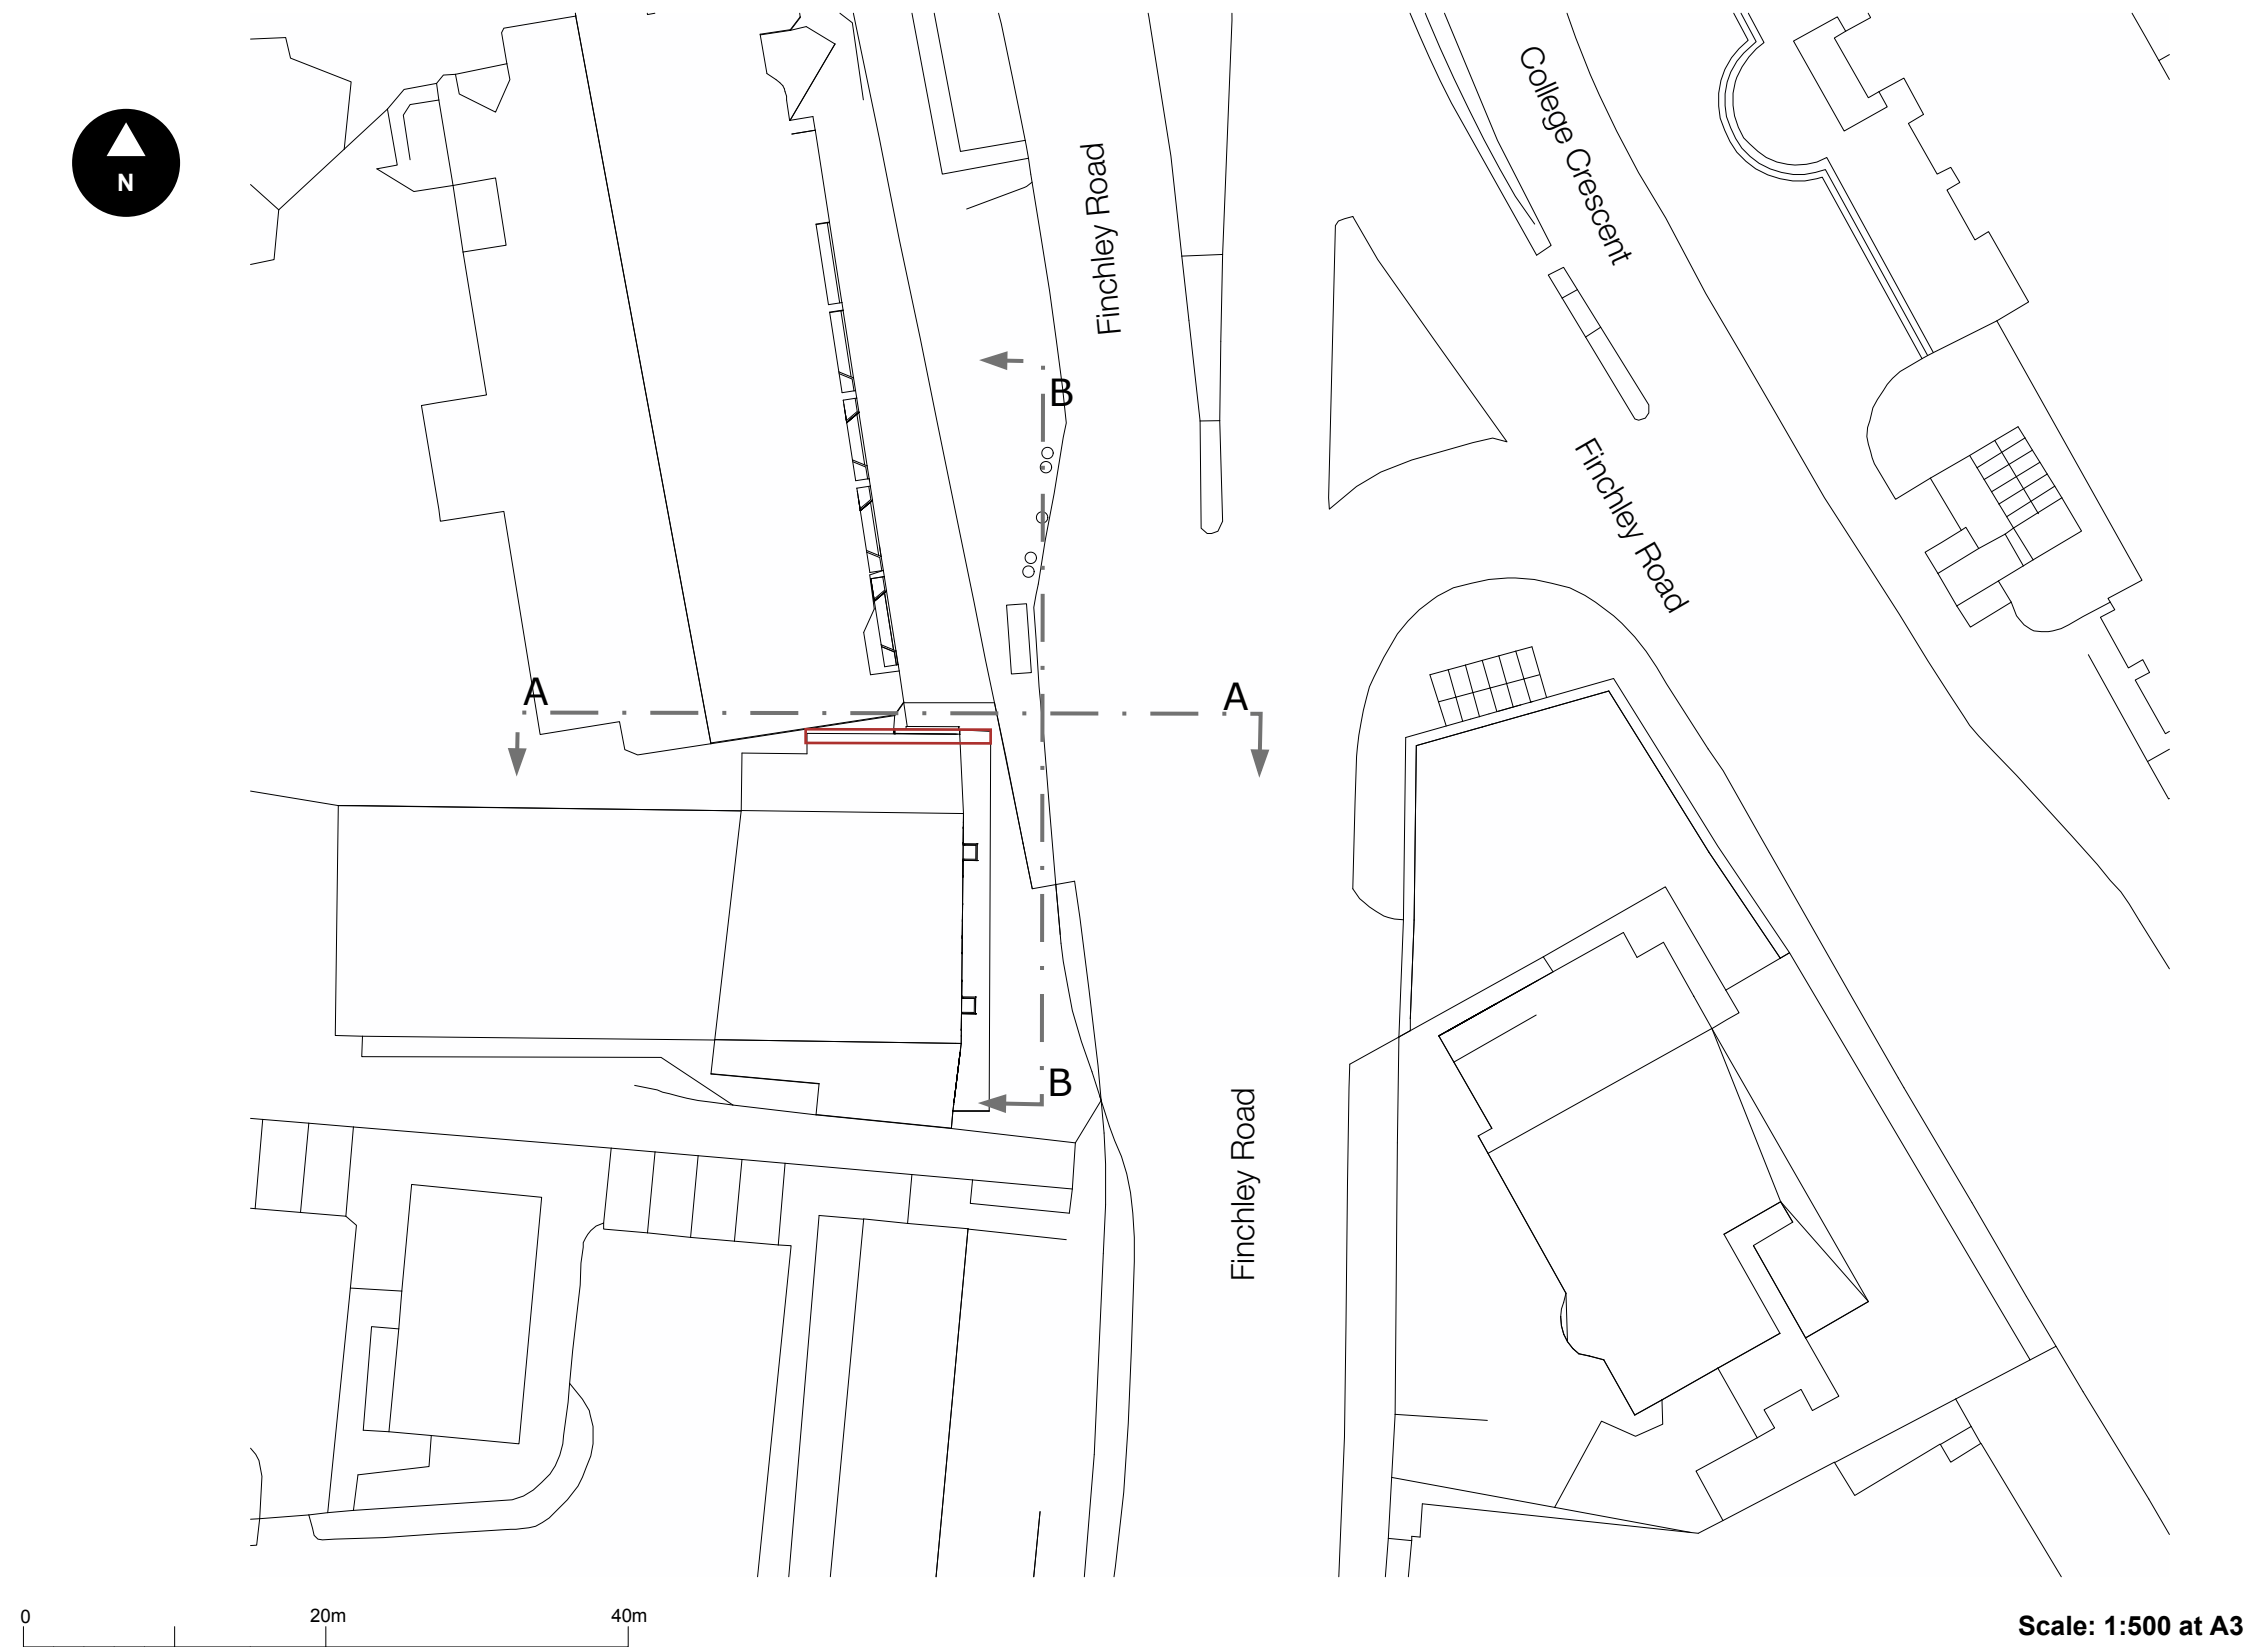 College Crescent
Finchley Road
N
B
Finchley Road
A
A
B
Finchley Road
0
20m
40m
Scale: 1:500 at A3